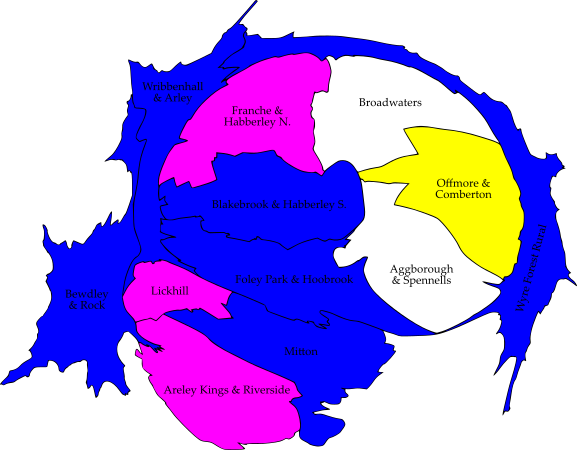 Wribbenhall
& Arley
Franche &
Habberley N.
Broadwaters
Offmore &
Comberton
Blakebrook & Habberley S.
Wyre Forest Rural
Aggborough
& Spennells
Foley Park & Hoobrook
Lickhill
Bewdley
& Rock
Mitton
Areley Kings & Riverside